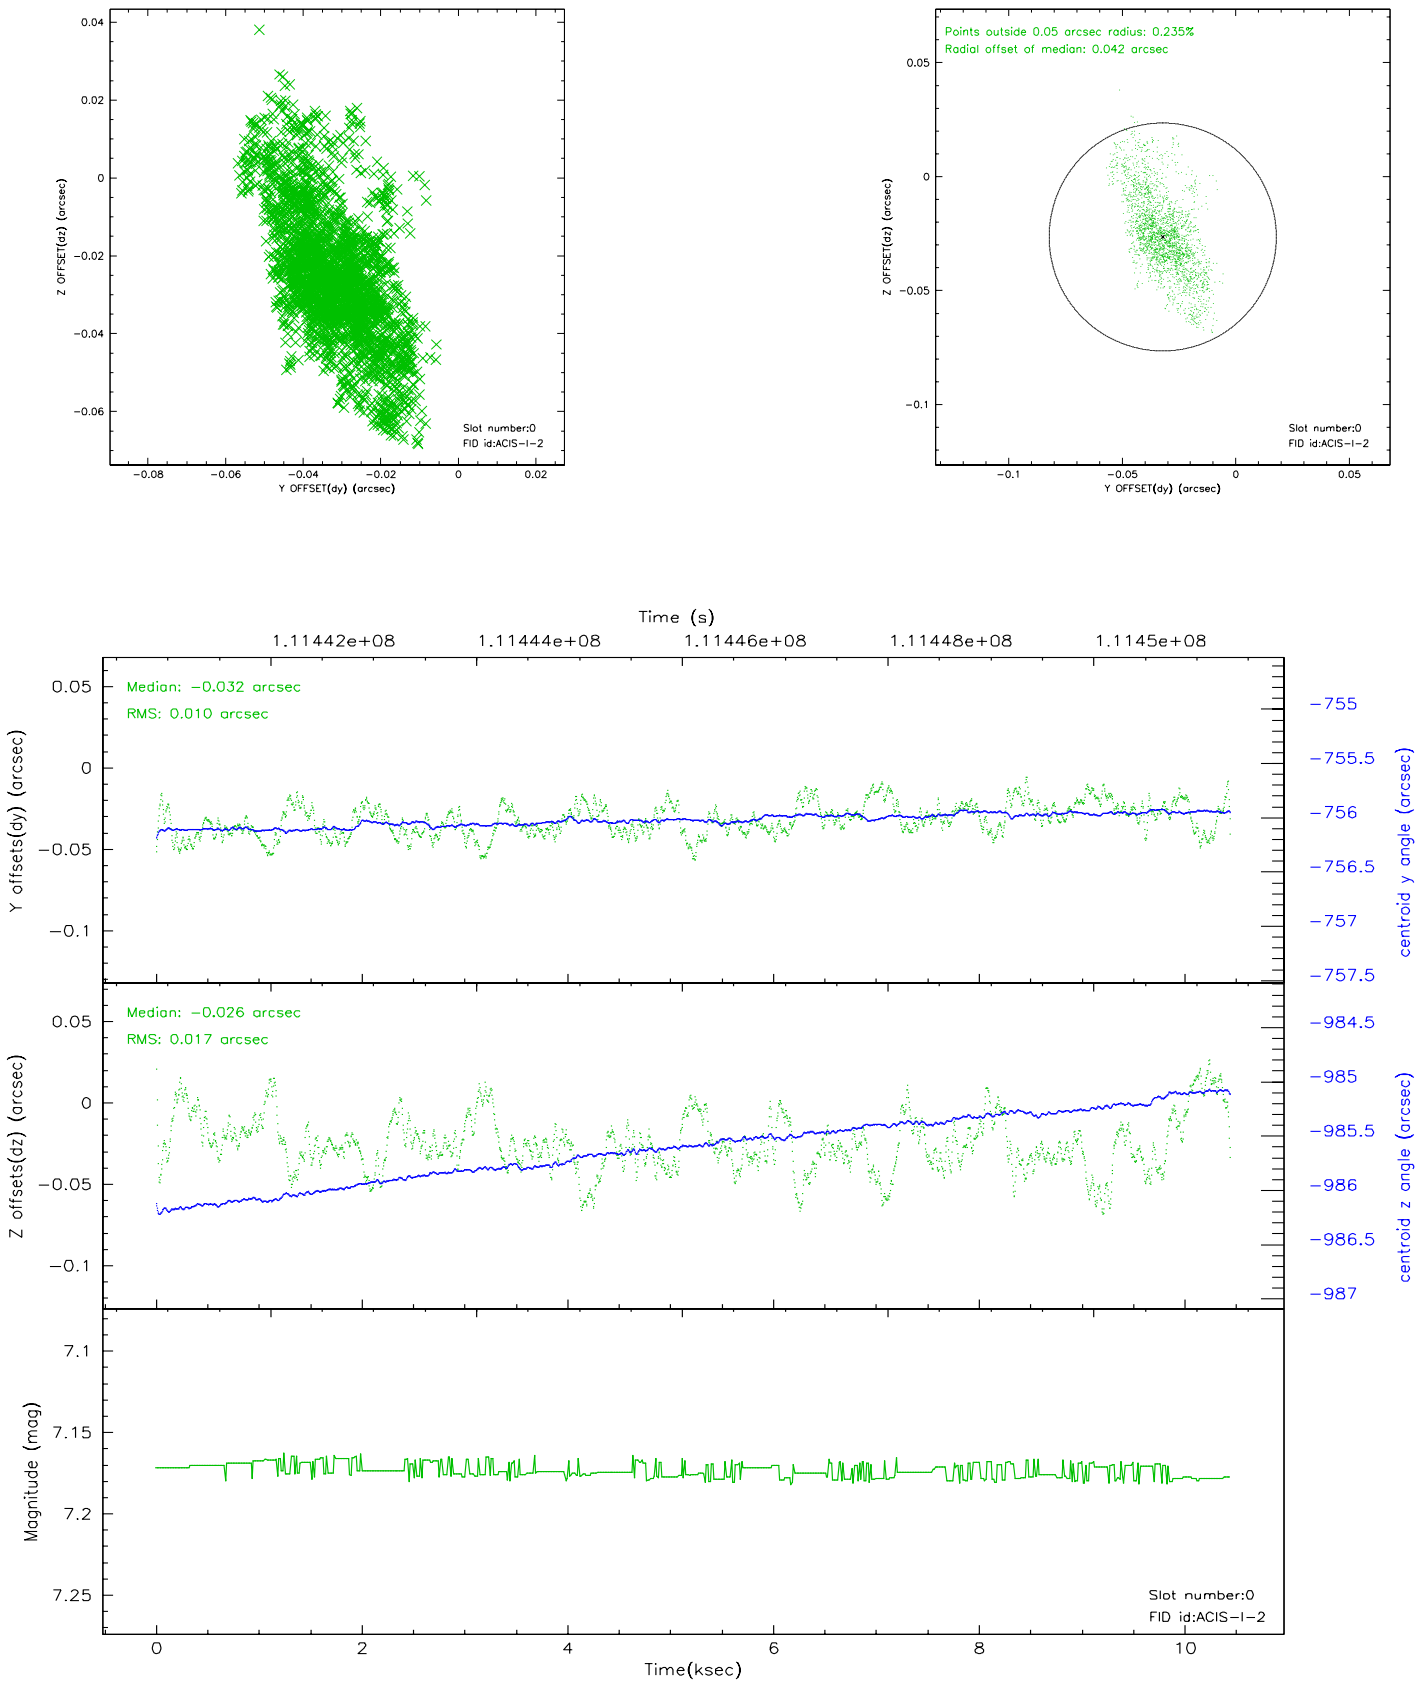 0.04
0.02
0
−0.02
−0.04
−0.06
Z OFFSET(dz) (arcsec)
−0.08
−0.06
−0.04
−0.02
0
0.02
Y OFFSET(dy) (arcsec)
Slot number:0
FID id:ACIS−I−2
Points outside 0.05 arcsec radius: 0.235%
Radial offset of median: 0.042 arcsec
0.05
0
−0.05
−0.1
Z OFFSET(dz) (arcsec)
−0.1
−0.05
0
0.05
Y OFFSET(dy) (arcsec)
Slot number:0
FID id:ACIS−I−2
Time (s)
1.11442e+08
1.11444e+08
1.11446e+08
1.11448e+08
1.1145e+08
Median: −0.032 arcsec
RMS: 0.010 arcsec
0.05
0
−0.05
−0.1
Y offsets(dy) (arcsec)
−755
−755.5
−756
−756.5
−757
−757.5
centroid y angle (arcsec)
Median: −0.026 arcsec
RMS: 0.017 arcsec
0.05
0
−0.05
−0.1
Z offsets(dz) (arcsec)
−984.5
−985
−985.5
−986
−986.5
−987
centroid z angle (arcsec)
7.1
7.15
7.2
7.25
Magnitude (mag)
Slot number:0
FID id:ACIS−I−2
0
2
4
6
8
10
Time(ksec)